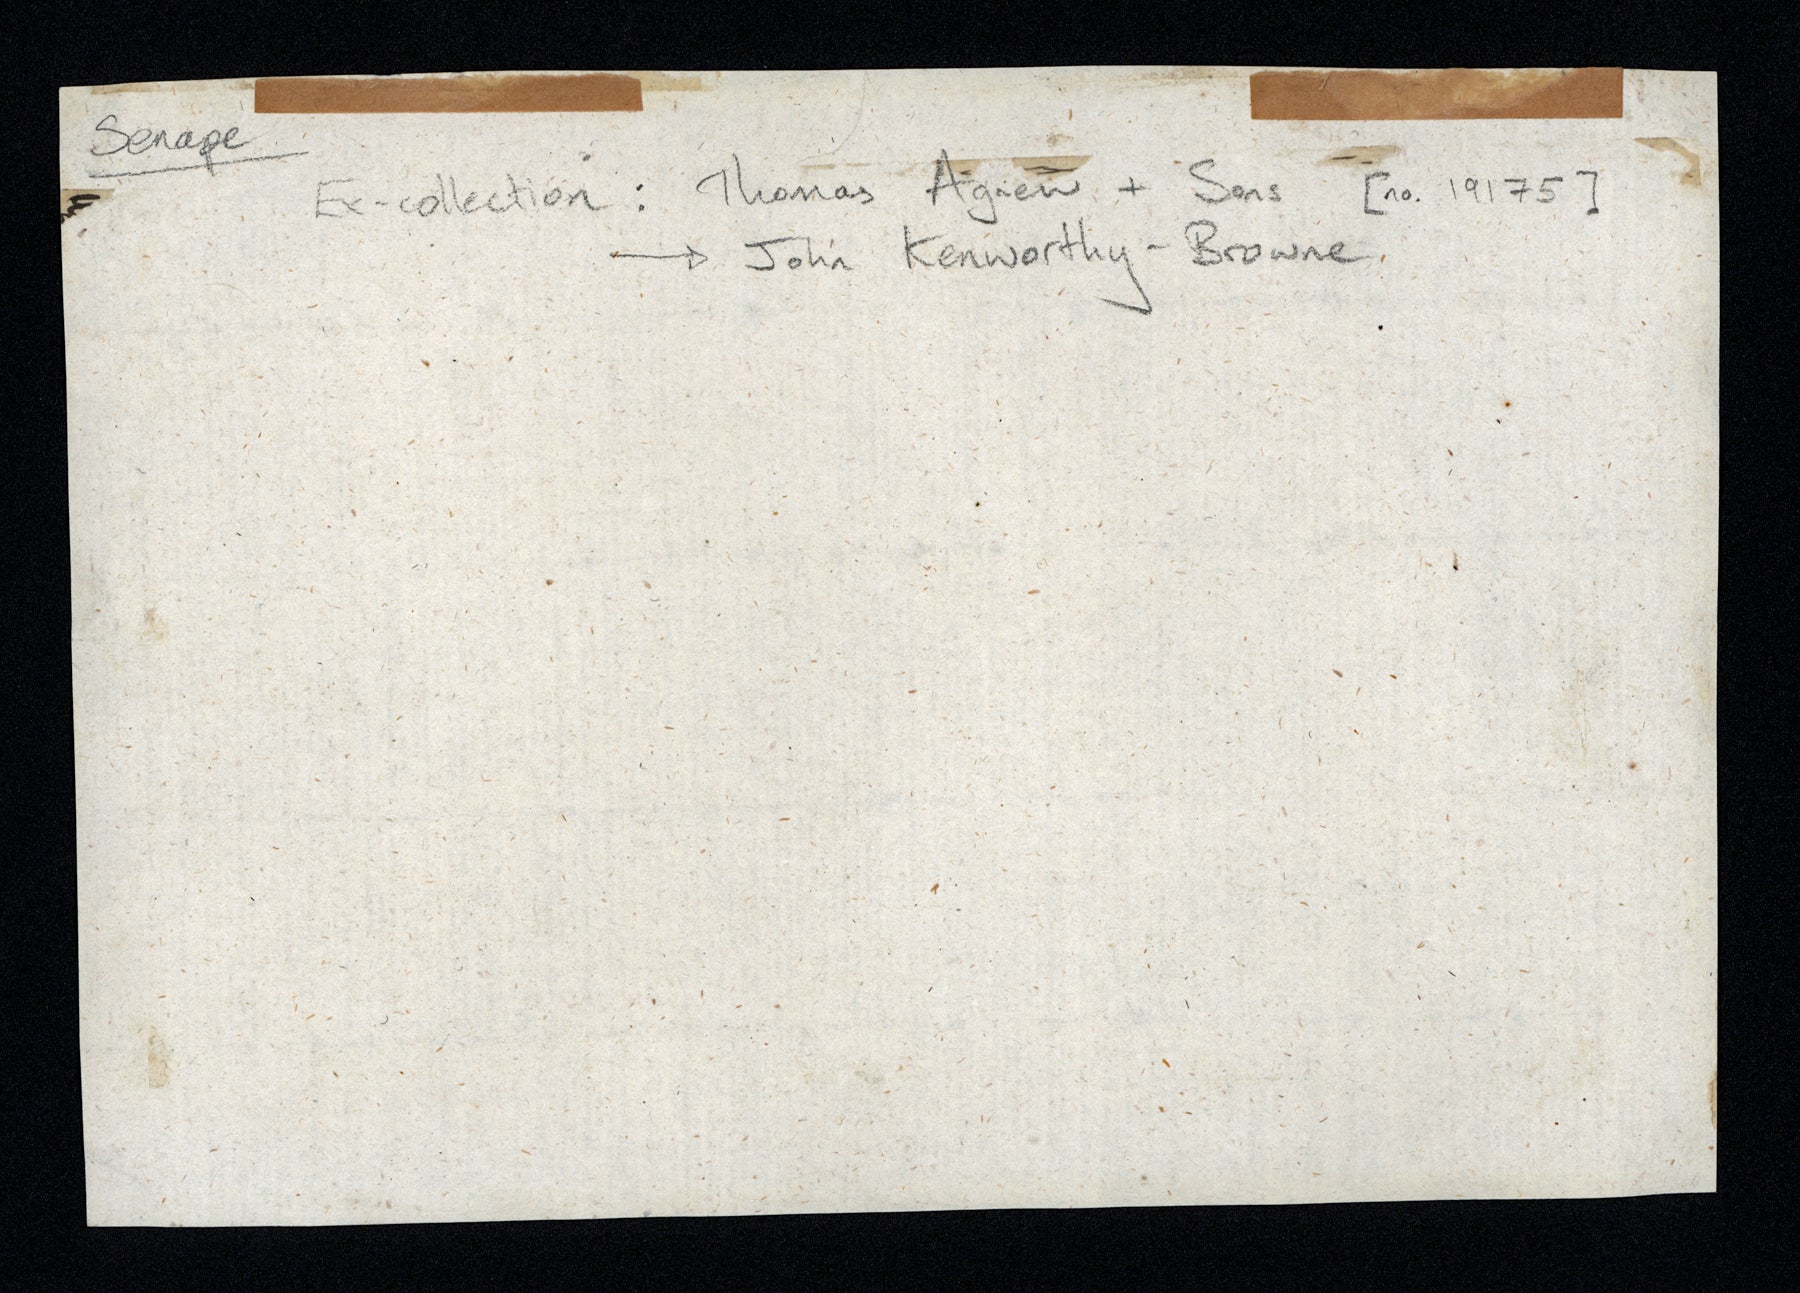 Senape
Ex-collection : Thomas Agnew + Sons [no. 19175]
→ John Kenworthy-Browne